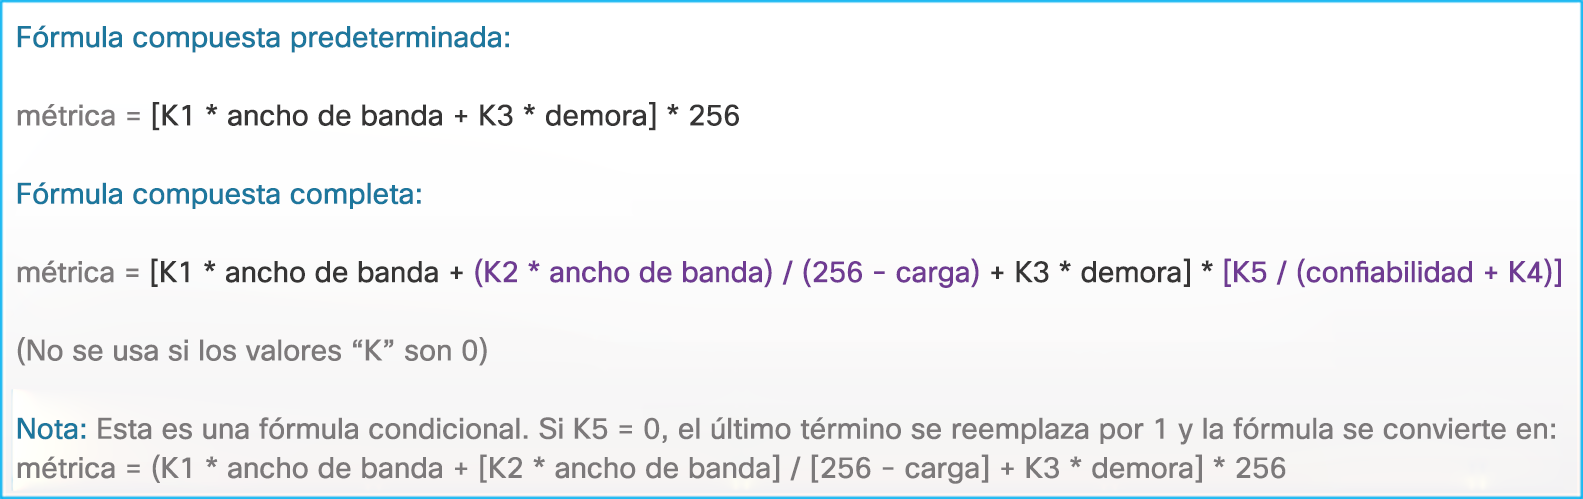 Fórmula compuesta predeterminada:
métrica = [K1 * ancho de banda + K3 * demora] * 256
Fórmula compuesta completa:
métrica = [K1 * ancho de banda + (K2 * ancho de banda) / (256 - carga) + K3 * demora] * [K5 / (confiabilidad + K4)]
(No se usa si los valores “K” son 0)
Nota: Esta es una fórmula condicional. Si K5 = 0, el último término se reemplaza por 1 y la fórmula se convierte en:
métrica = (K1 * ancho de banda + [K2 * ancho de banda] / [256 - carga] + K3 * demora] * 256